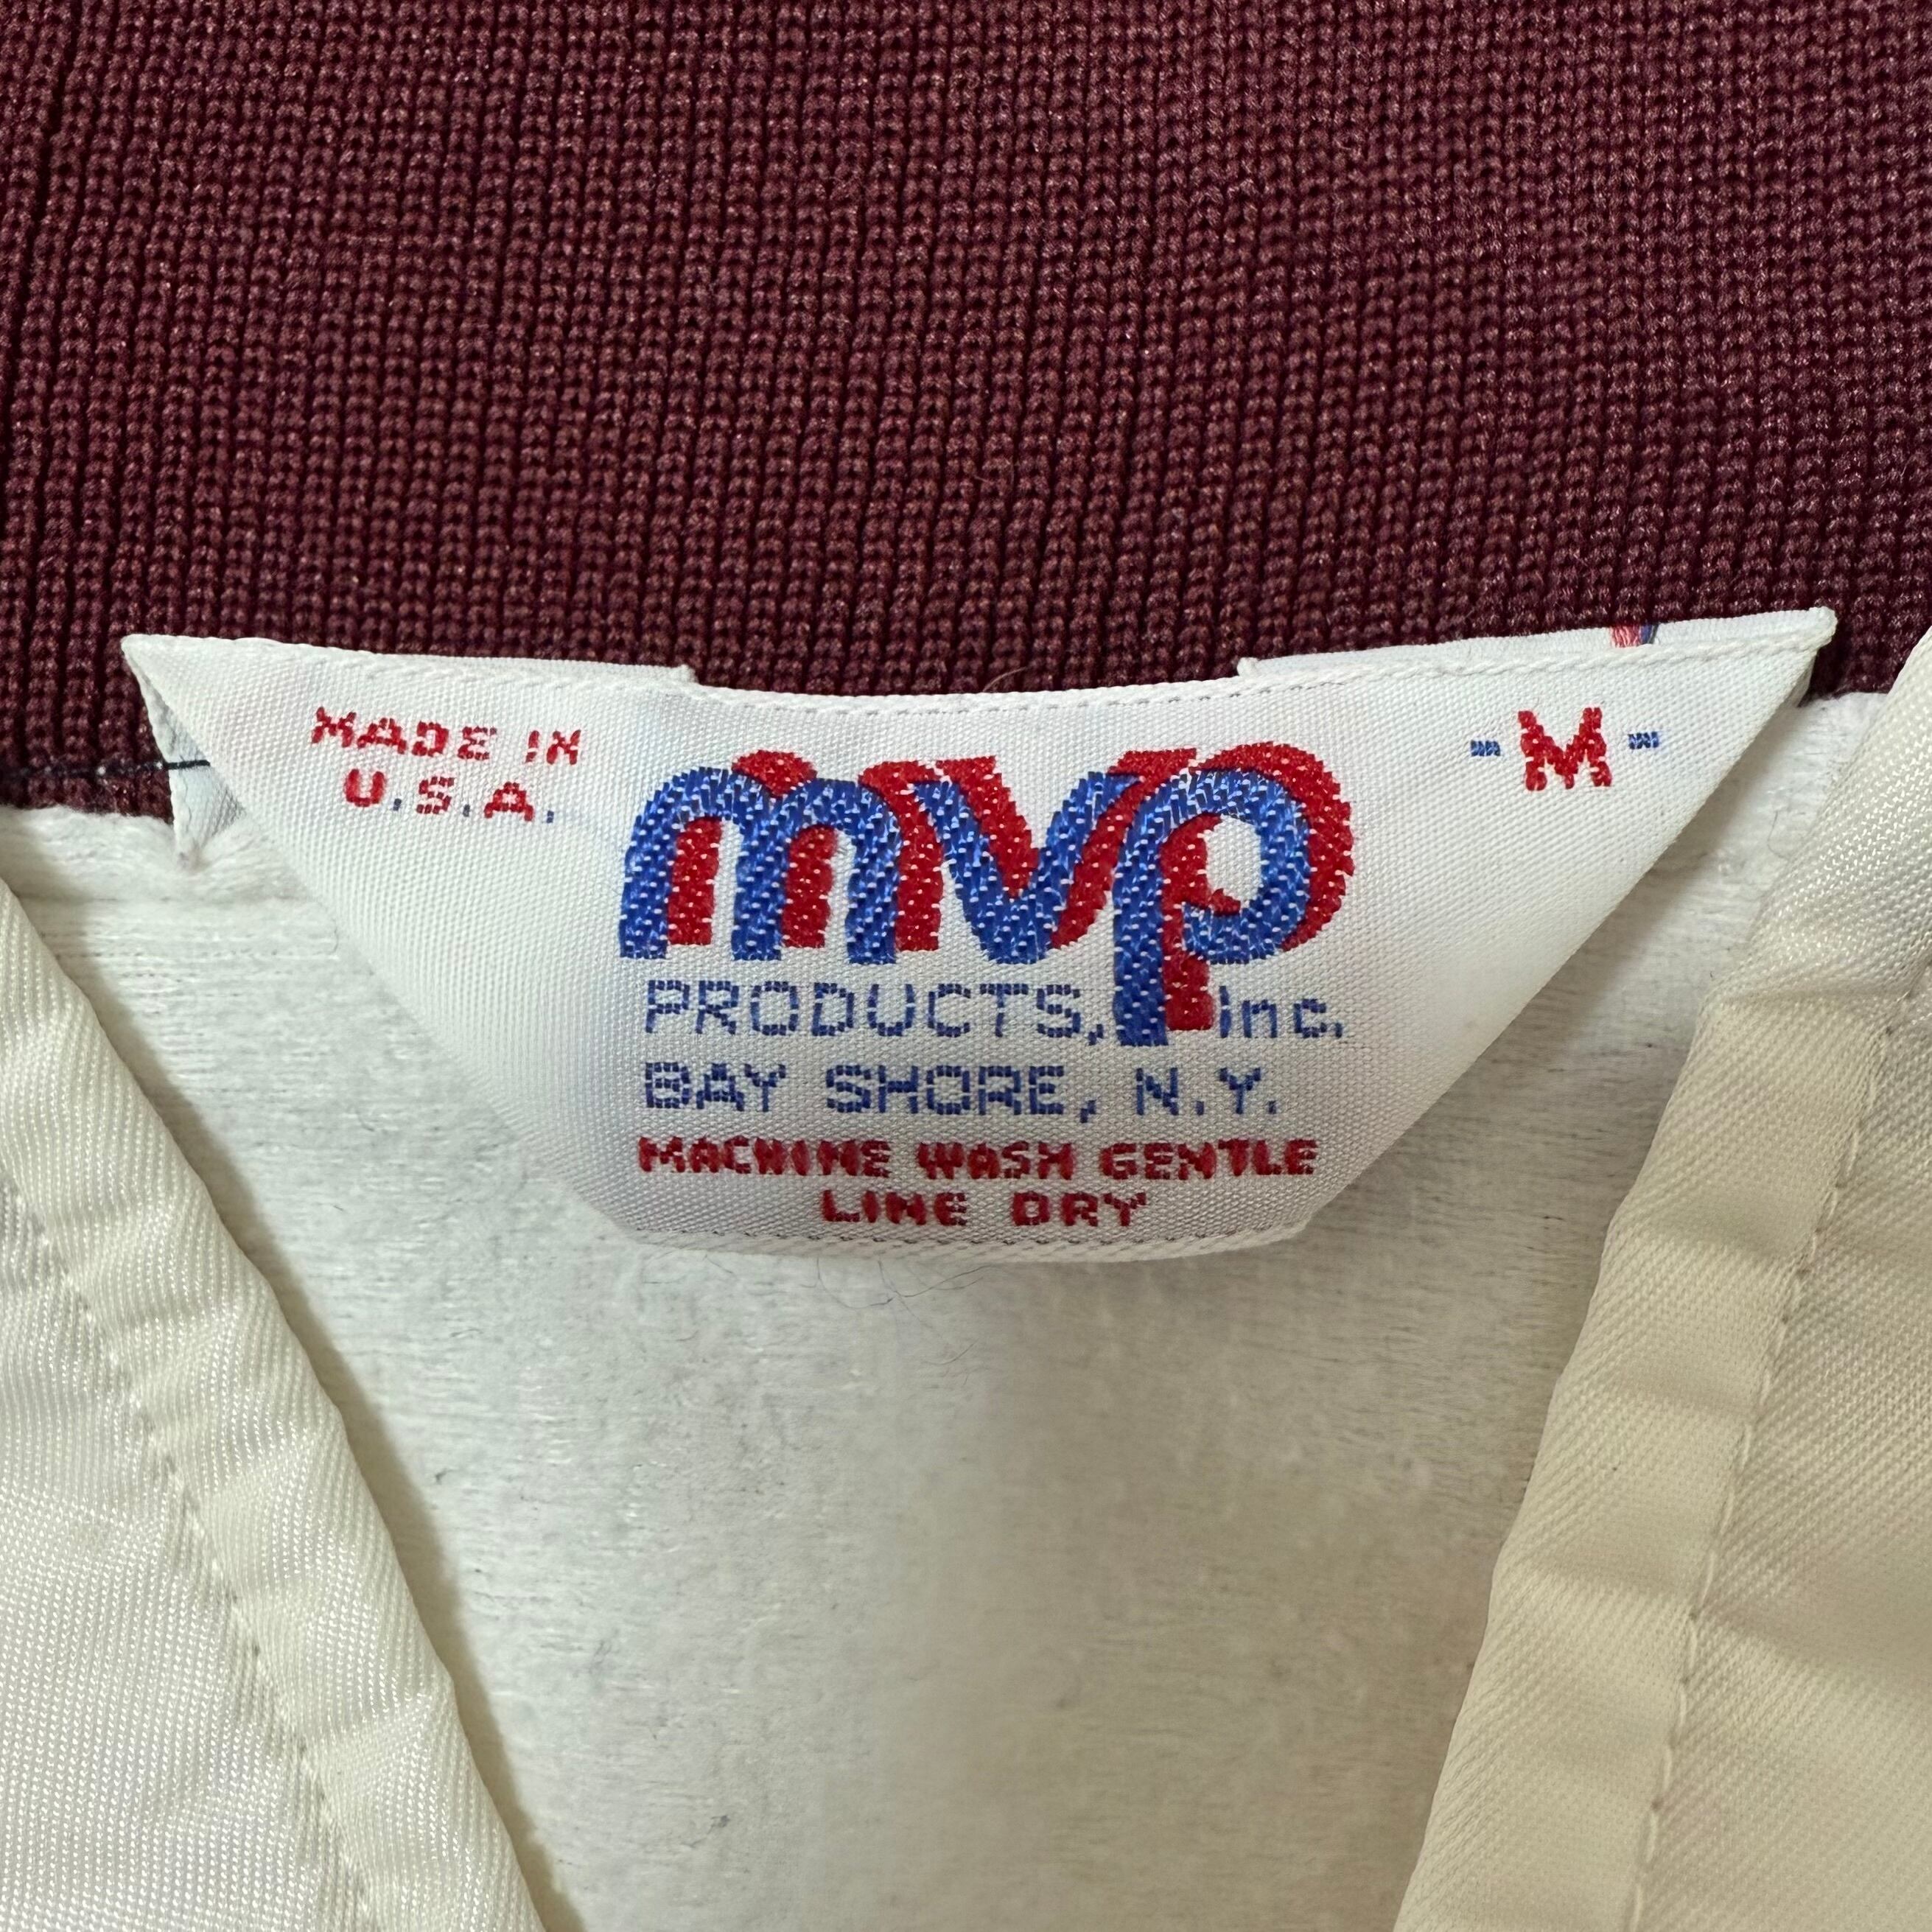 MADE IN
U.S.A.
-M-
mvp
PRODUCTS, Inc.
BAY SHORE, N.Y.
MACHINE WASH GENTLE
LINE DRY